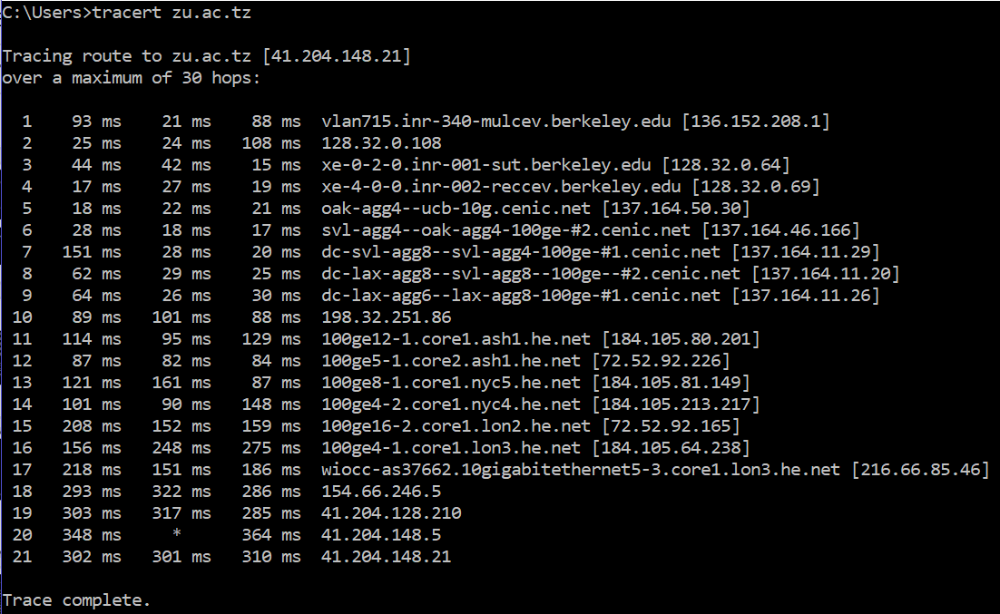 C:\Users>tracert zu.ac.tz
Tracing route to zu.ac.tz [41.204.148.21]
over a maximum of 30 hops:
1 93 ms 21 ms 88 ms vlan715.inr-340-mulcev.berkeley.edu [136.152.208.1]
2 25 ms 24 ms 108 ms 128.32.0.108
3 44 ms 42 ms 15 ms xe-0-2-0.inr-001-sut.berkeley.edu [128.32.0.64]
4 17 ms 27 ms 19 ms xe-4-0-0.inr-002-reccev.berkeley.edu [128.32.0.69]
5 18 ms 22 ms 21 ms oak-agg4--ucb-10g.cenic.net [137.164.50.30]
6 28 ms 18 ms 17 ms svl-agg4--oak-agg4-100ge-#2.cenic.net [137.164.46.166]
7 151 ms 28 ms 20 ms dc-svl-agg8--svl-agg4-100ge-#1.cenic.net [137.164.11.29]
8 62 ms 29 ms 25 ms dc-lax-agg8--svl-agg8--100ge--#2.cenic.net [137.164.11.20]
9 64 ms 26 ms 30 ms dc-lax-agg6--lax-agg8-100ge-#1.cenic.net [137.164.11.26]
10 89 ms 101 ms 88 ms 198.32.251.86
11 114 ms 95 ms 129 ms 100ge12-1.core1.ash1.he.net [184.105.80.201]
12 87 ms 82 ms 84 ms 100ge5-1.core2.ash1.he.net [72.52.92.226]
13 121 ms 161 ms 87 ms 100ge8-1.core1.nyc5.he.net [184.105.81.149]
14 101 ms 90 ms 148 ms 100ge4-2.core1.nyc4.he.net [184.105.213.217]
15 208 ms 152 ms 159 ms 100ge16-2.core1.lon2.he.net [72.52.92.165]
16 156 ms 248 ms 275 ms 100ge4-1.core1.lon3.he.net [184.105.64.238]
17 218 ms 151 ms 186 ms wiocc-as37662.10gigabitethernet5-3.core1.lon3.he.net [216.66.85.46]
18 293 ms 322 ms 286 ms 154.66.246.5
19 303 ms 317 ms 285 ms 41.204.128.210
20 348 ms * 364 ms 41.204.148.5
21 302 ms 301 ms 310 ms 41.204.148.21
Trace complete.